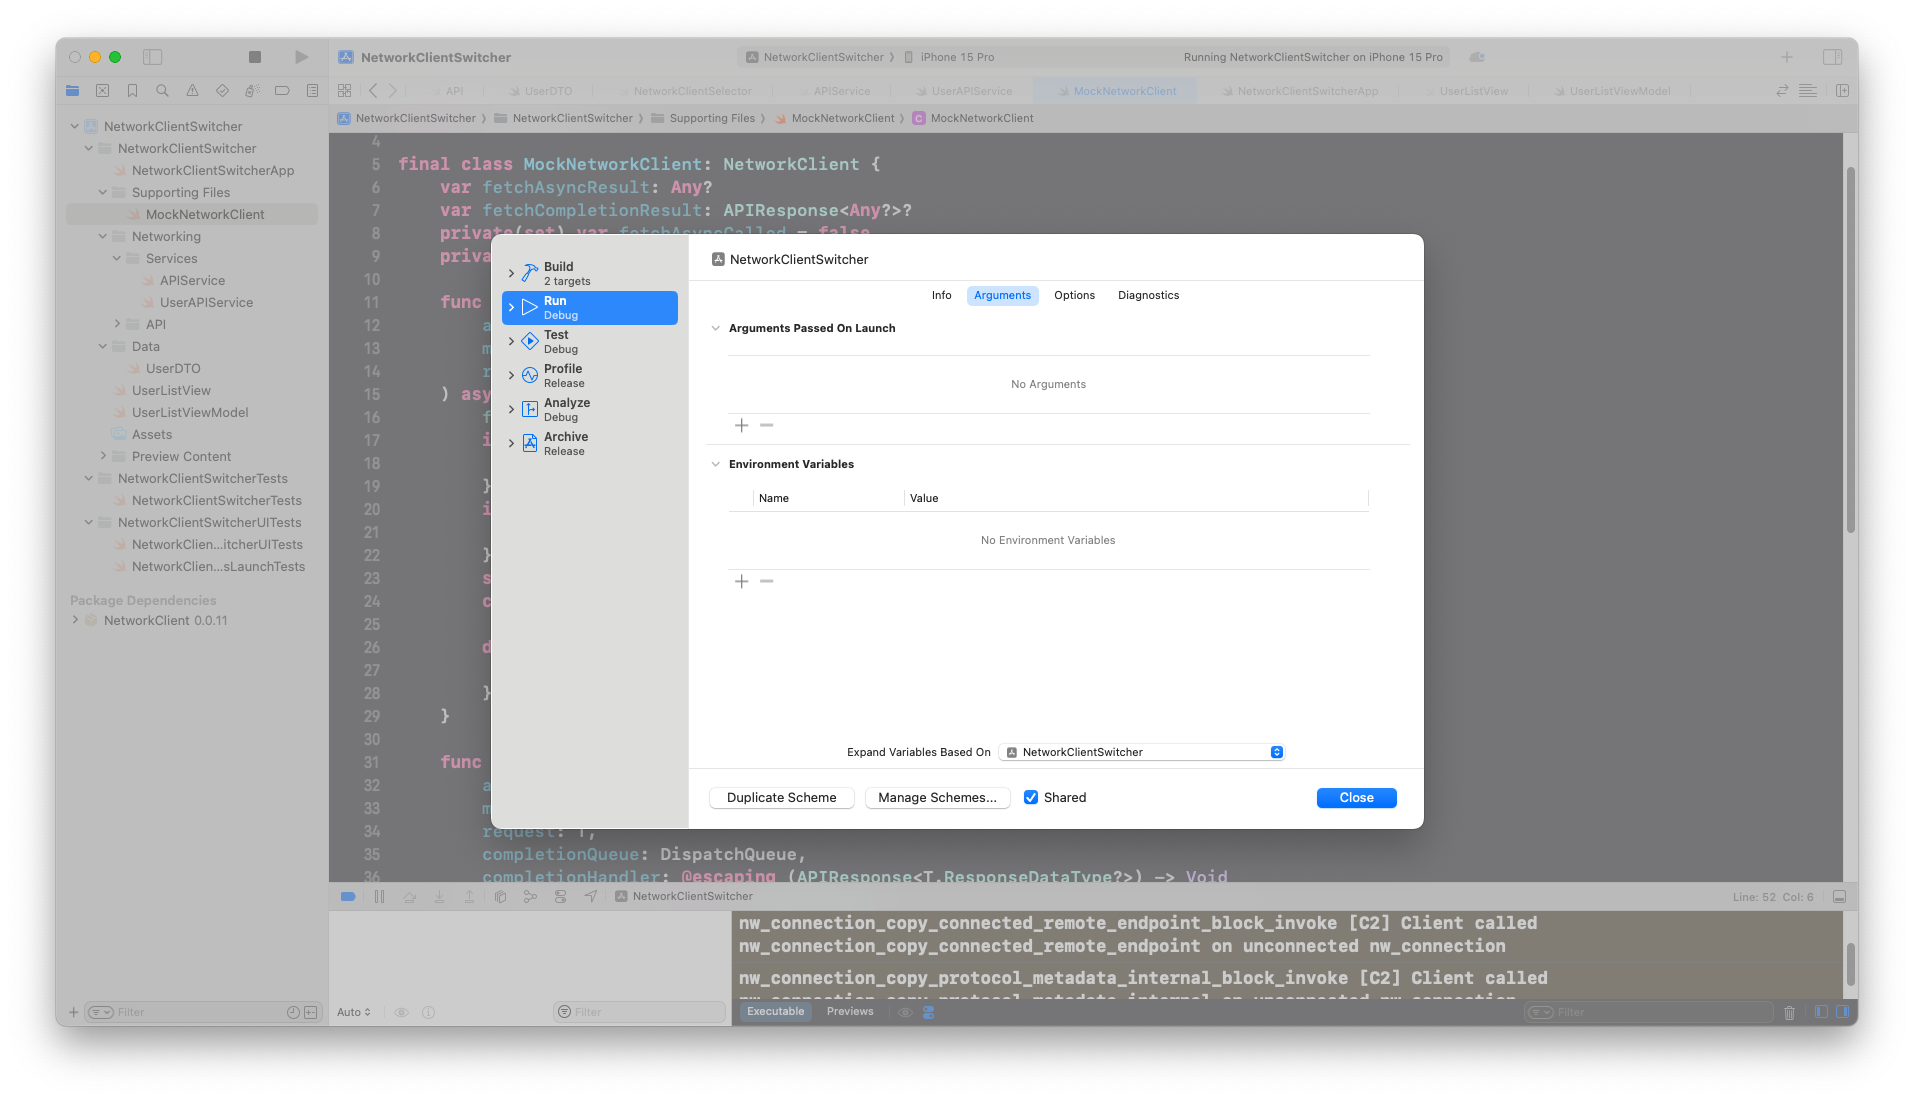 NetworkClientSwitcher
NetworkClientSwitcher 〉 iPhone 15 Pro
Running NetworkClientSwitcher on iPhone 15 Pro
API
UserDTO
NetworkClientSelector
APIService
UserAPIService
MockNetworkClient
NetworkClientSwitcherApp
UserListView
UserListViewModel
NetworkClientSwitcher 〉 NetworkClientSwitcher 〉 Supporting Files 〉 MockNetworkClient 〉 C MockNetworkClient
NetworkClientSwitcher
NetworkClientSwitcher
NetworkClientSwitcherApp
Supporting Files
MockNetworkClient
Networking
Services
APIService
UserAPIService
API
Data
UserDTO
UserListView
UserListViewModel
Assets
Preview Content
NetworkClientSwitcherTests
NetworkClientSwitcherTests
NetworkClientSwitcherUITests
NetworkClien...itcherUITests
NetworkClien...sLaunchTests
Package Dependencies
NetworkClient 0.0.11
Filter
4
5 final class MockNetworkClient: NetworkClient {
6 var fetchAsyncResult: Any?
7 var fetchCompletionResult: APIResponse<Any?>?
8 private(set) var fetchAsyncCalled = false
9 priva
10
11 func
12 a
13 m
14 r
15 ) asy
16 f
17 i
18
19 }
20 i
21
22 }
23 s
24 c
25
26 d
27
28 }
29 }
30
31 func
32 a
33 m
34 request: T,
35 completionQueue: DispatchQueue,
36 completionHandler: @escaping (APIResponse<T.ResponseDataType?>) -> Void
Build
2 targets
Run
Debug
Test
Debug
Profile
Release
Analyze
Debug
Archive
Release
NetworkClientSwitcher
Info Arguments Options Diagnostics
Arguments Passed On Launch
No Arguments
Environment Variables
Name Value
No Environment Variables
Expand Variables Based On NetworkClientSwitcher
Duplicate Scheme Manage Schemes... Shared Close
NetworkClientSwitcher
Line: 52 Col: 6
nw_connection_copy_connected_remote_endpoint_block_invoke [C2] Client called
nw_connection_copy_connected_remote_endpoint on unconnected nw_connection
nw_connection_copy_protocol_metadata_internal_block_invoke [C2] Client called
nw_connection_copy_protocol_metadata_internal on unconnected nw_connection
Auto
Filter
Executable Previews
Filter